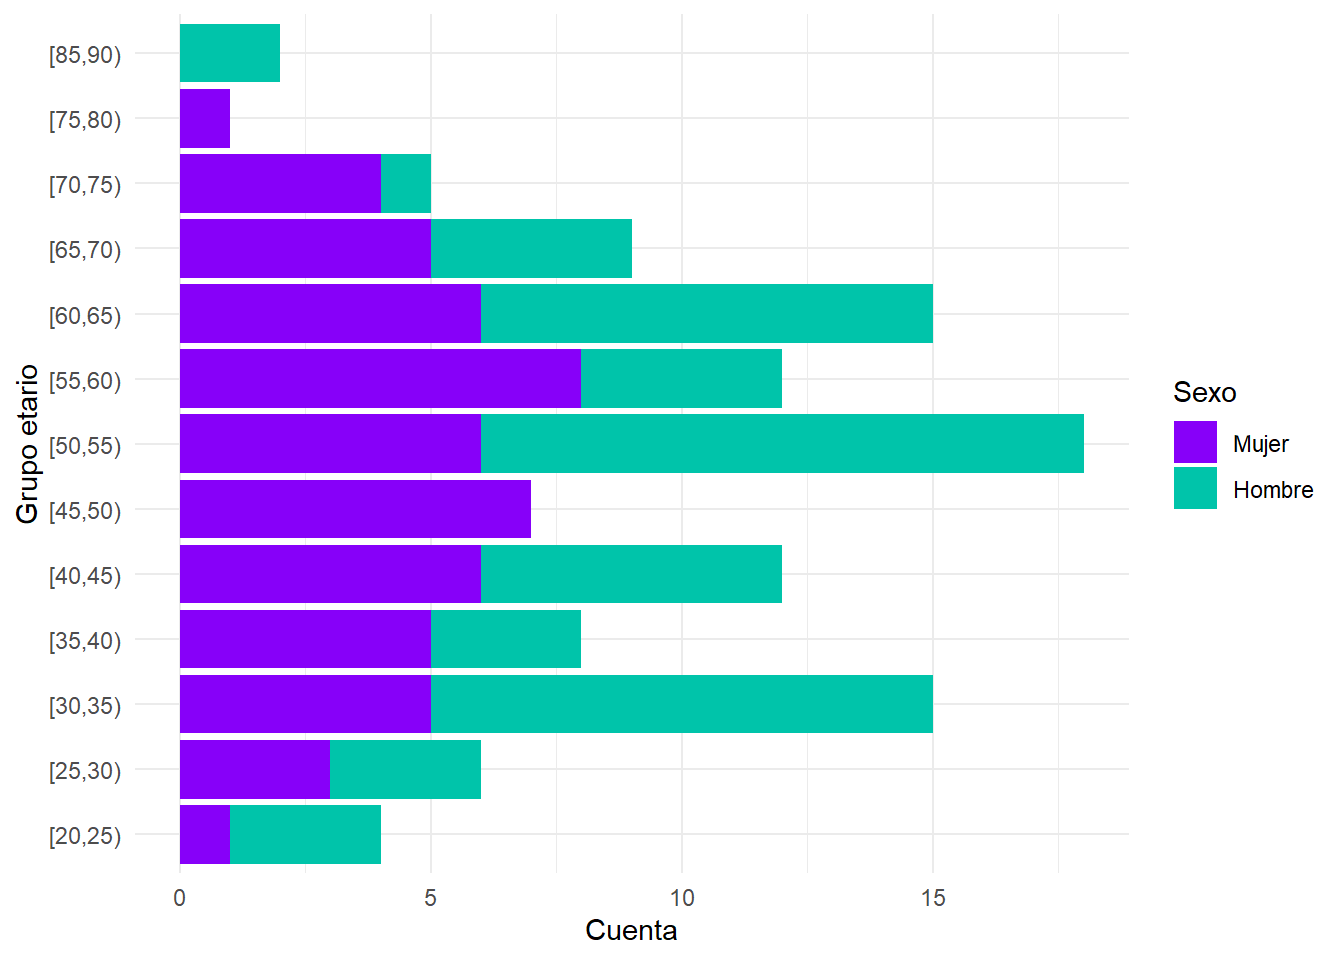 [85,90)
[75,80)
[70,75)
[65,70)
[60,65)
[55,60)
[50,55)
[45,50)
[40,45)
[35,40)
[30,35)
[25,30)
[20,25)
Grupo etario
0 5 10 15
Cuenta
Sexo
Mujer
Hombre